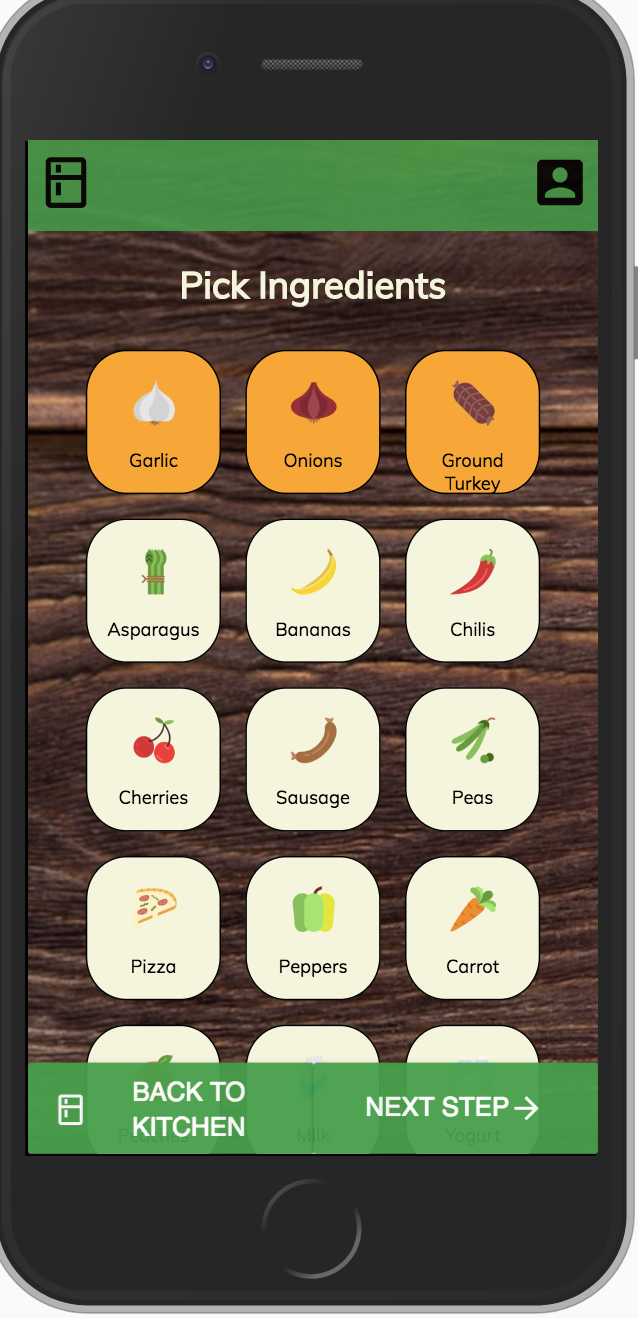 Pick Ingredients
Garlic
Onions
Ground
Turkey
Asparagus
Bananas
Chilis
Cherries
Sausage
Peas
Pizza
Peppers
Carrot
BACK TO
KITCHEN
NEXT STEP
Peaches
Milk
Yogurt